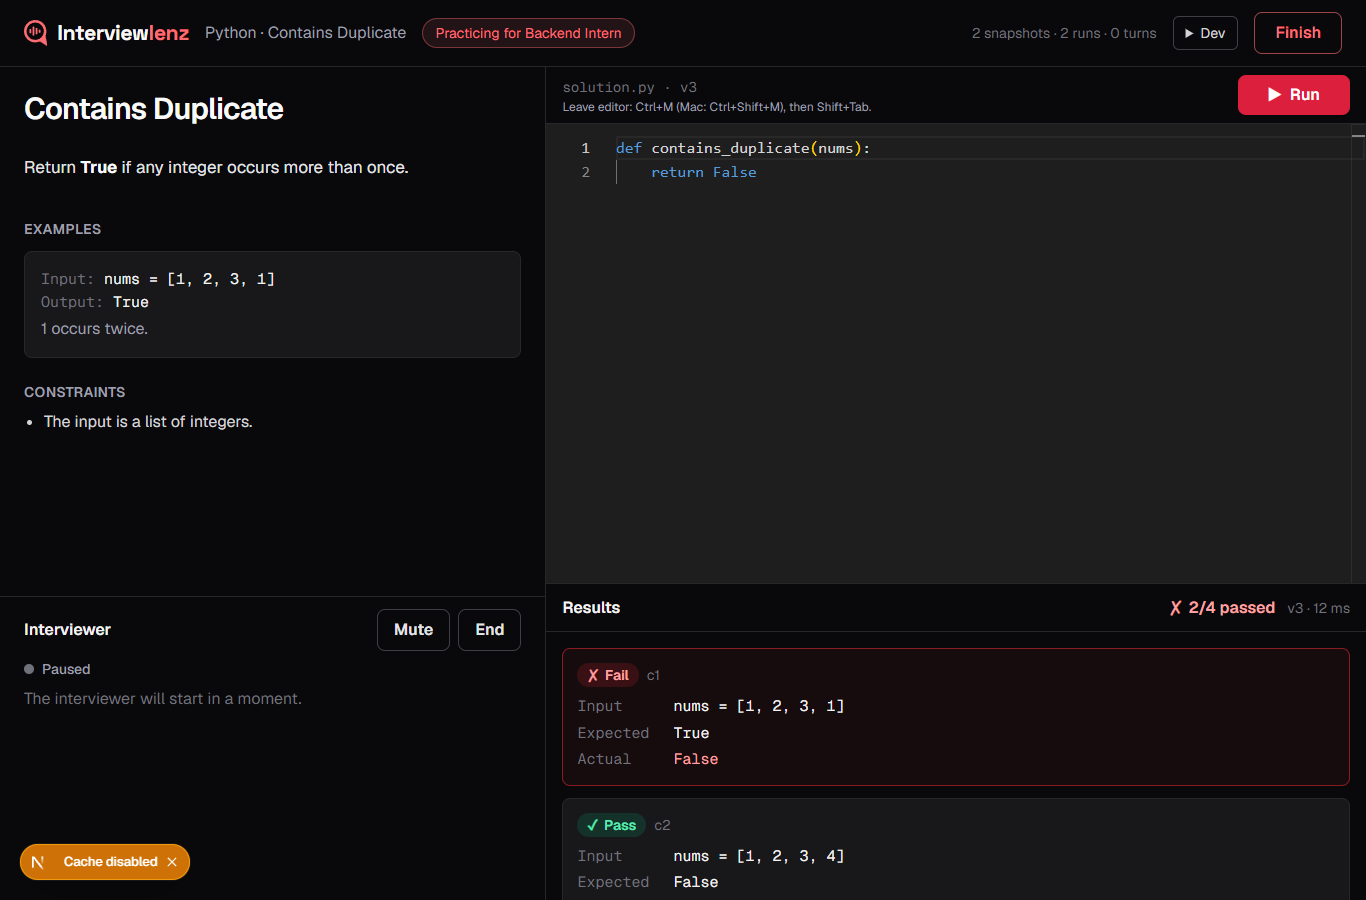 Interviewlenz Python · Contains Duplicate Practicing for Backend Intern 2 snapshots · 2 runs · 0 turns ▶ Dev Finish
Contains Duplicate
Return True if any integer occurs more than once.
EXAMPLES
Input: nums = [1, 2, 3, 1]
Output: True
1 occurs twice.
CONSTRAINTS
• The input is a list of integers.
Interviewer Mute End
Paused
The interviewer will start in a moment.
N Cache disabled ×
solution.py · v3
Leave editor: Ctrl+M (Mac: Ctrl+Shift+M), then Shift+Tab.
▶ Run
1 def contains_duplicate(nums):
2     return False
Results ✗ 2/4 passed v3 · 12 ms
✗ Fail c1
Input nums = [1, 2, 3, 1]
Expected True
Actual False
✓ Pass c2
Input nums = [1, 2, 3, 4]
Expected False